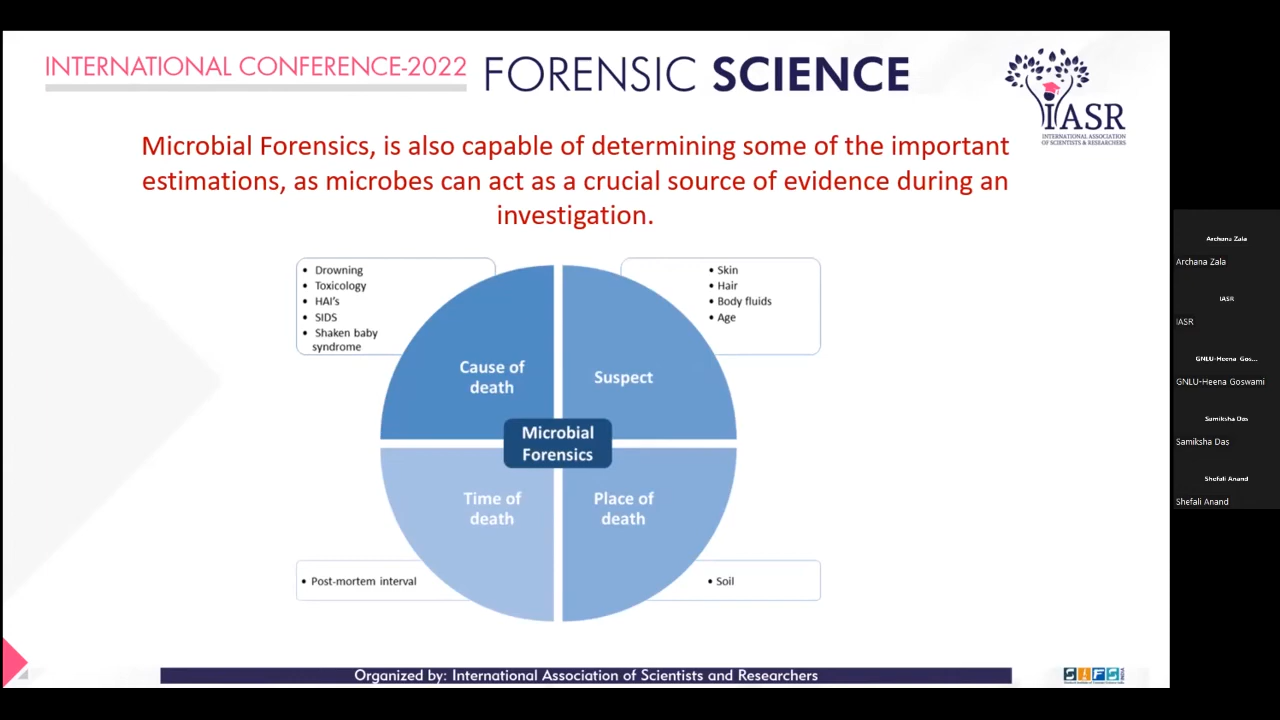 INTERNATIONAL CONFERENCE-2022
FORENSIC SCIENCE
IASR
INTERNATIONAL ASSOCIATION
OF SCIENTISTS & RESEARCHERS
Microbial Forensics, is also capable of determining some of the important
estimations, as microbes can act as a crucial source of evidence during an
investigation.
• Drowning
• Toxicology
• HAI's
• SIDS
• Shaken baby
syndrome
• Skin
• Hair
• Body fluids
• Age
Cause of
death
Suspect
Microbial
Forensics
Time of
death
Place of
death
• Post-mortem interval
• Soil
Organized by: International Association of Scientists and Researchers
SIFS
INDIA
Archana Zala
Archana Zala
IASR
IASR
GNLU-Heena Gos...
GNLU-Heena Goswami
Samiksha Das
Samiksha Das
Shefali Anand
Shefali Anand